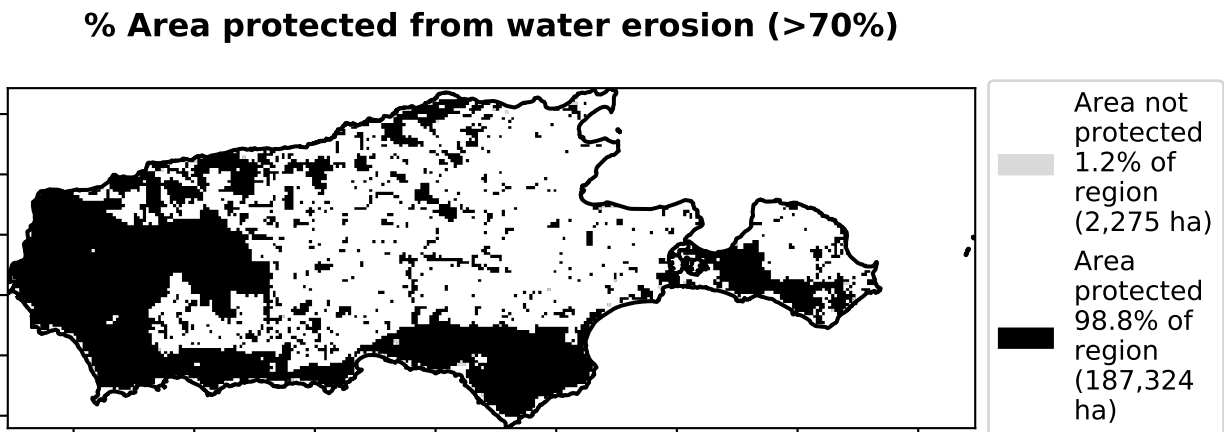 % Area protected from water erosion (>70%)
Area not
protected
1.2% of
region
(2,275 ha)
Area
protected
98.8% of
region
(187,324
ha)